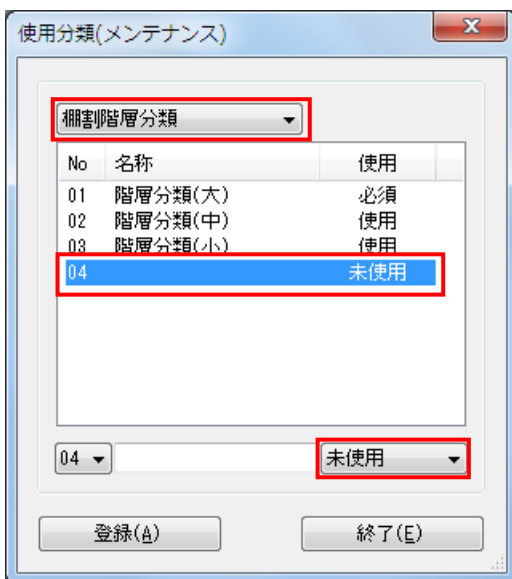 使用分類(メンテナンス)
棚割階層分類
No 名称 使用
01 階層分類(大) 必須
02 階層分類(中) 使用
03 階層分類(小) 使用
04 未使用
04 未使用
登録(A) 終了(E)